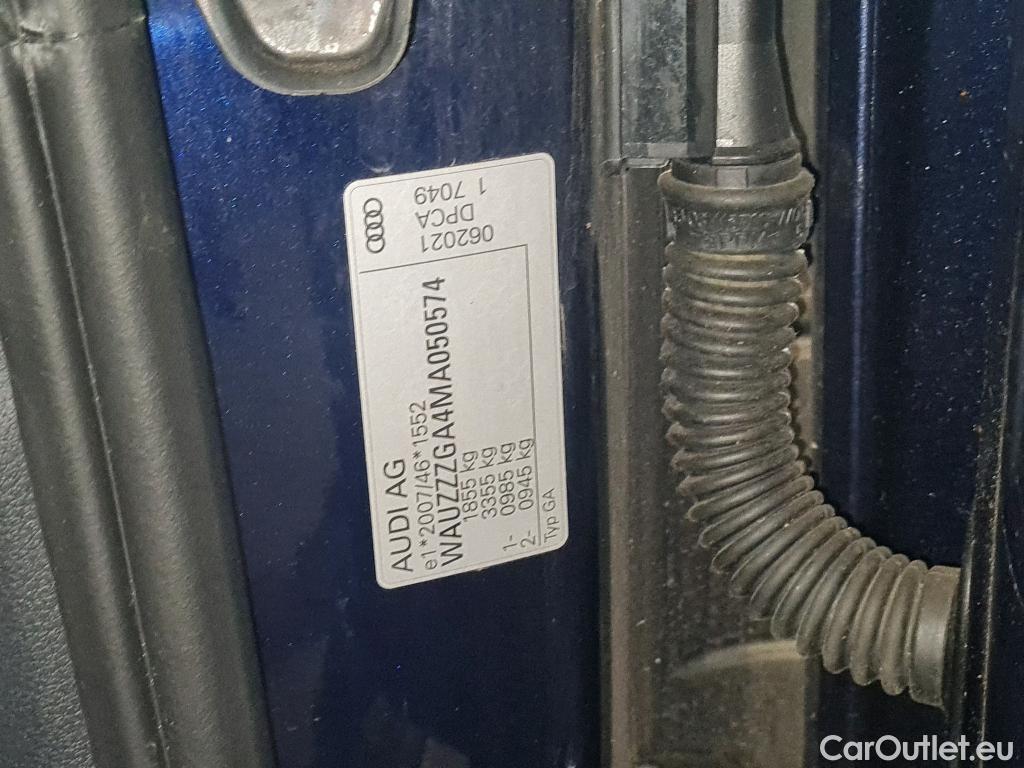 AUDI AG
e1*2007/46*1552
WAUZZZGA4MA050574
1855 kg
3355 kg
1- 0985 kg
2- 0945 kg
Typ GA
062021
DPCA
1 7049
CarOutlet.eu